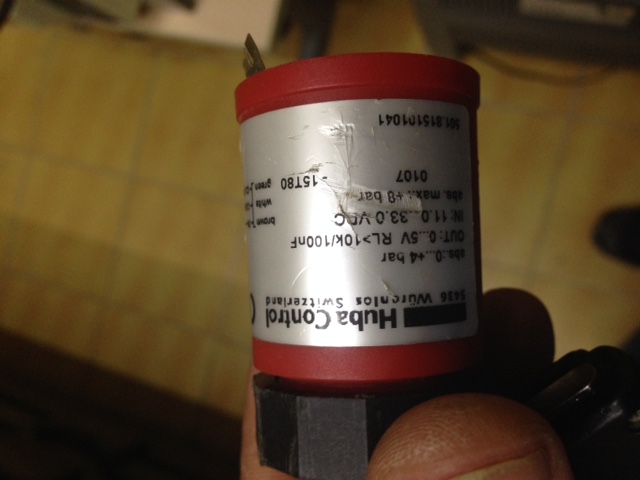 Huba Control
5436 Würenlos Switzerland
abs.:0...+4 bar
OUT: 0...5V RL>10k/100nF
IN: 11.0...33.0 VDC
abs. max.: +8 bar
0107 -15T80
501.815101041
brown
white
green